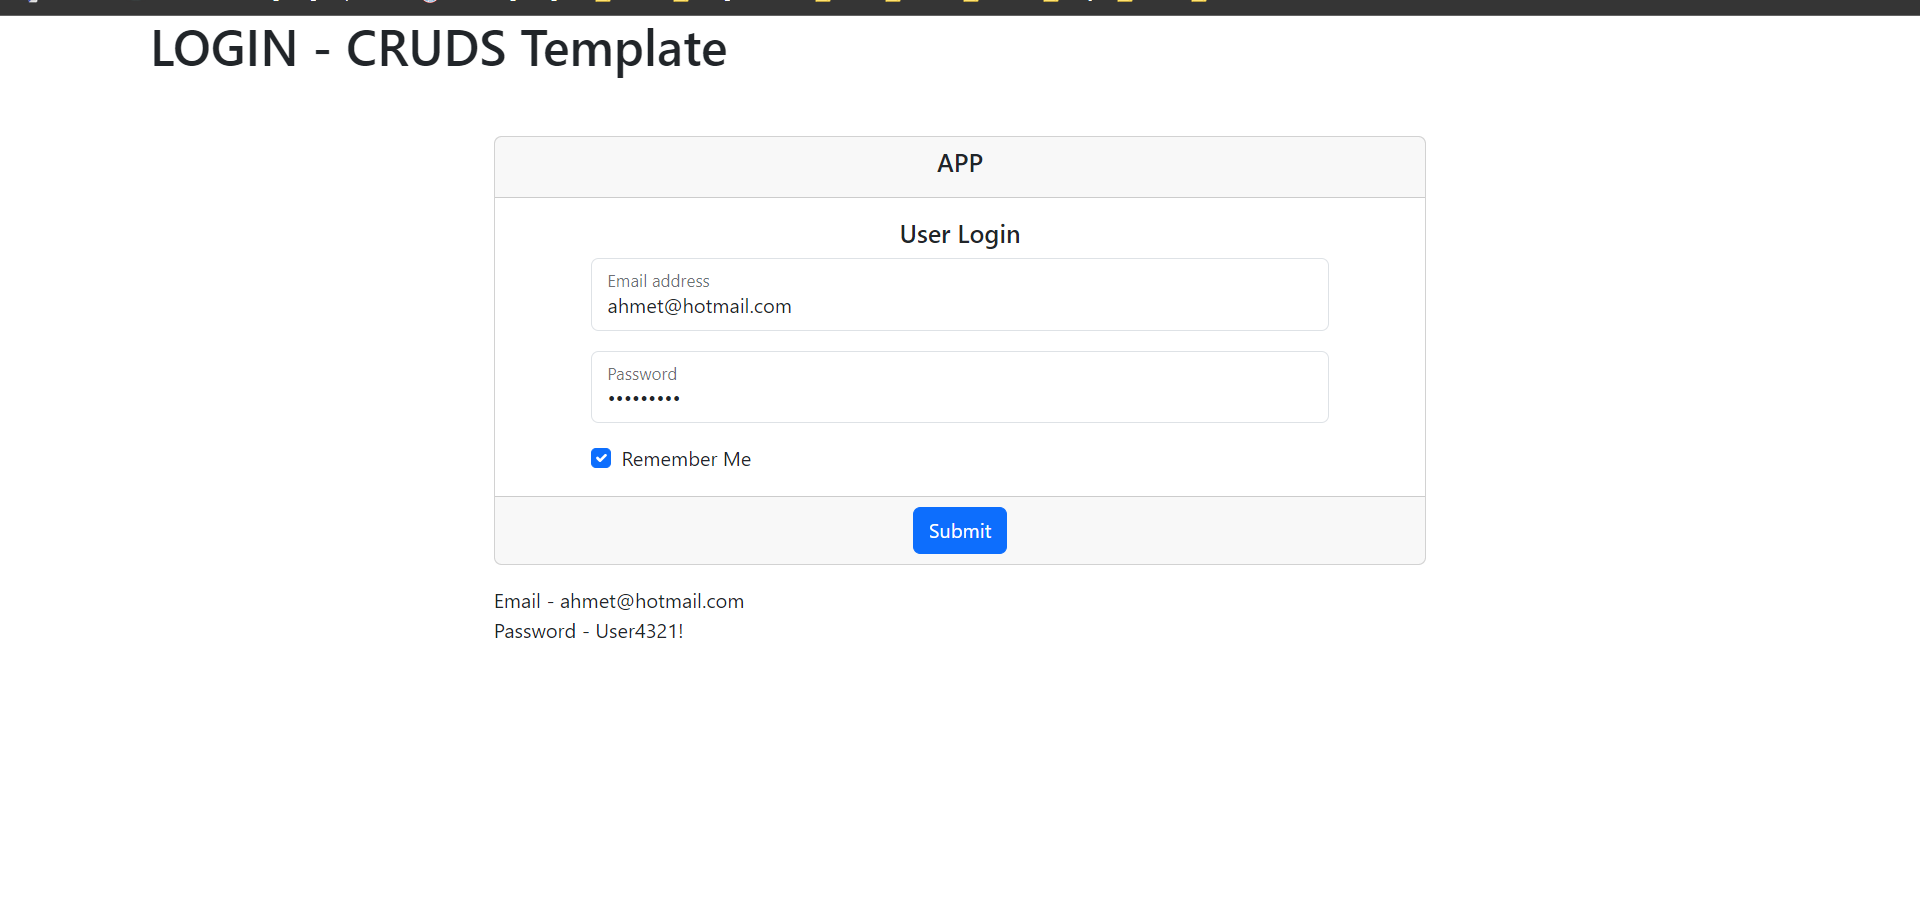 LOGIN - CRUDS Template
APP
User Login
Email address
ahmet@hotmail.com
Password
•••••••••
Remember Me
Submit
Email - ahmet@hotmail.com
Password - User4321!